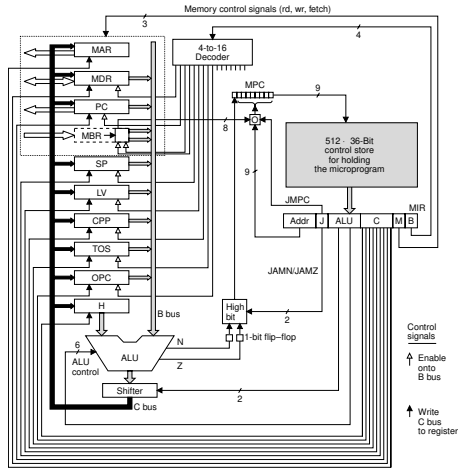 Memory control signals (rd, wr, fetch)
3
4
MAR
4-to-16
Decoder
MDR
MPC
9
PC
O
8
MBR
512 · 36-Bit
control store
for holding
the microprogram
SP
9
LV
JMPC
MIR
CPP
Addr J ALU C M B
TOS
JAMN/JAMZ
OPC
B bus
H
High
bit
2
1-bit flip–flop
Control
signals
6
N
ALU
Z
ALU
control
Enable
onto
B bus
Shifter
2
C bus
Write
C bus
to register